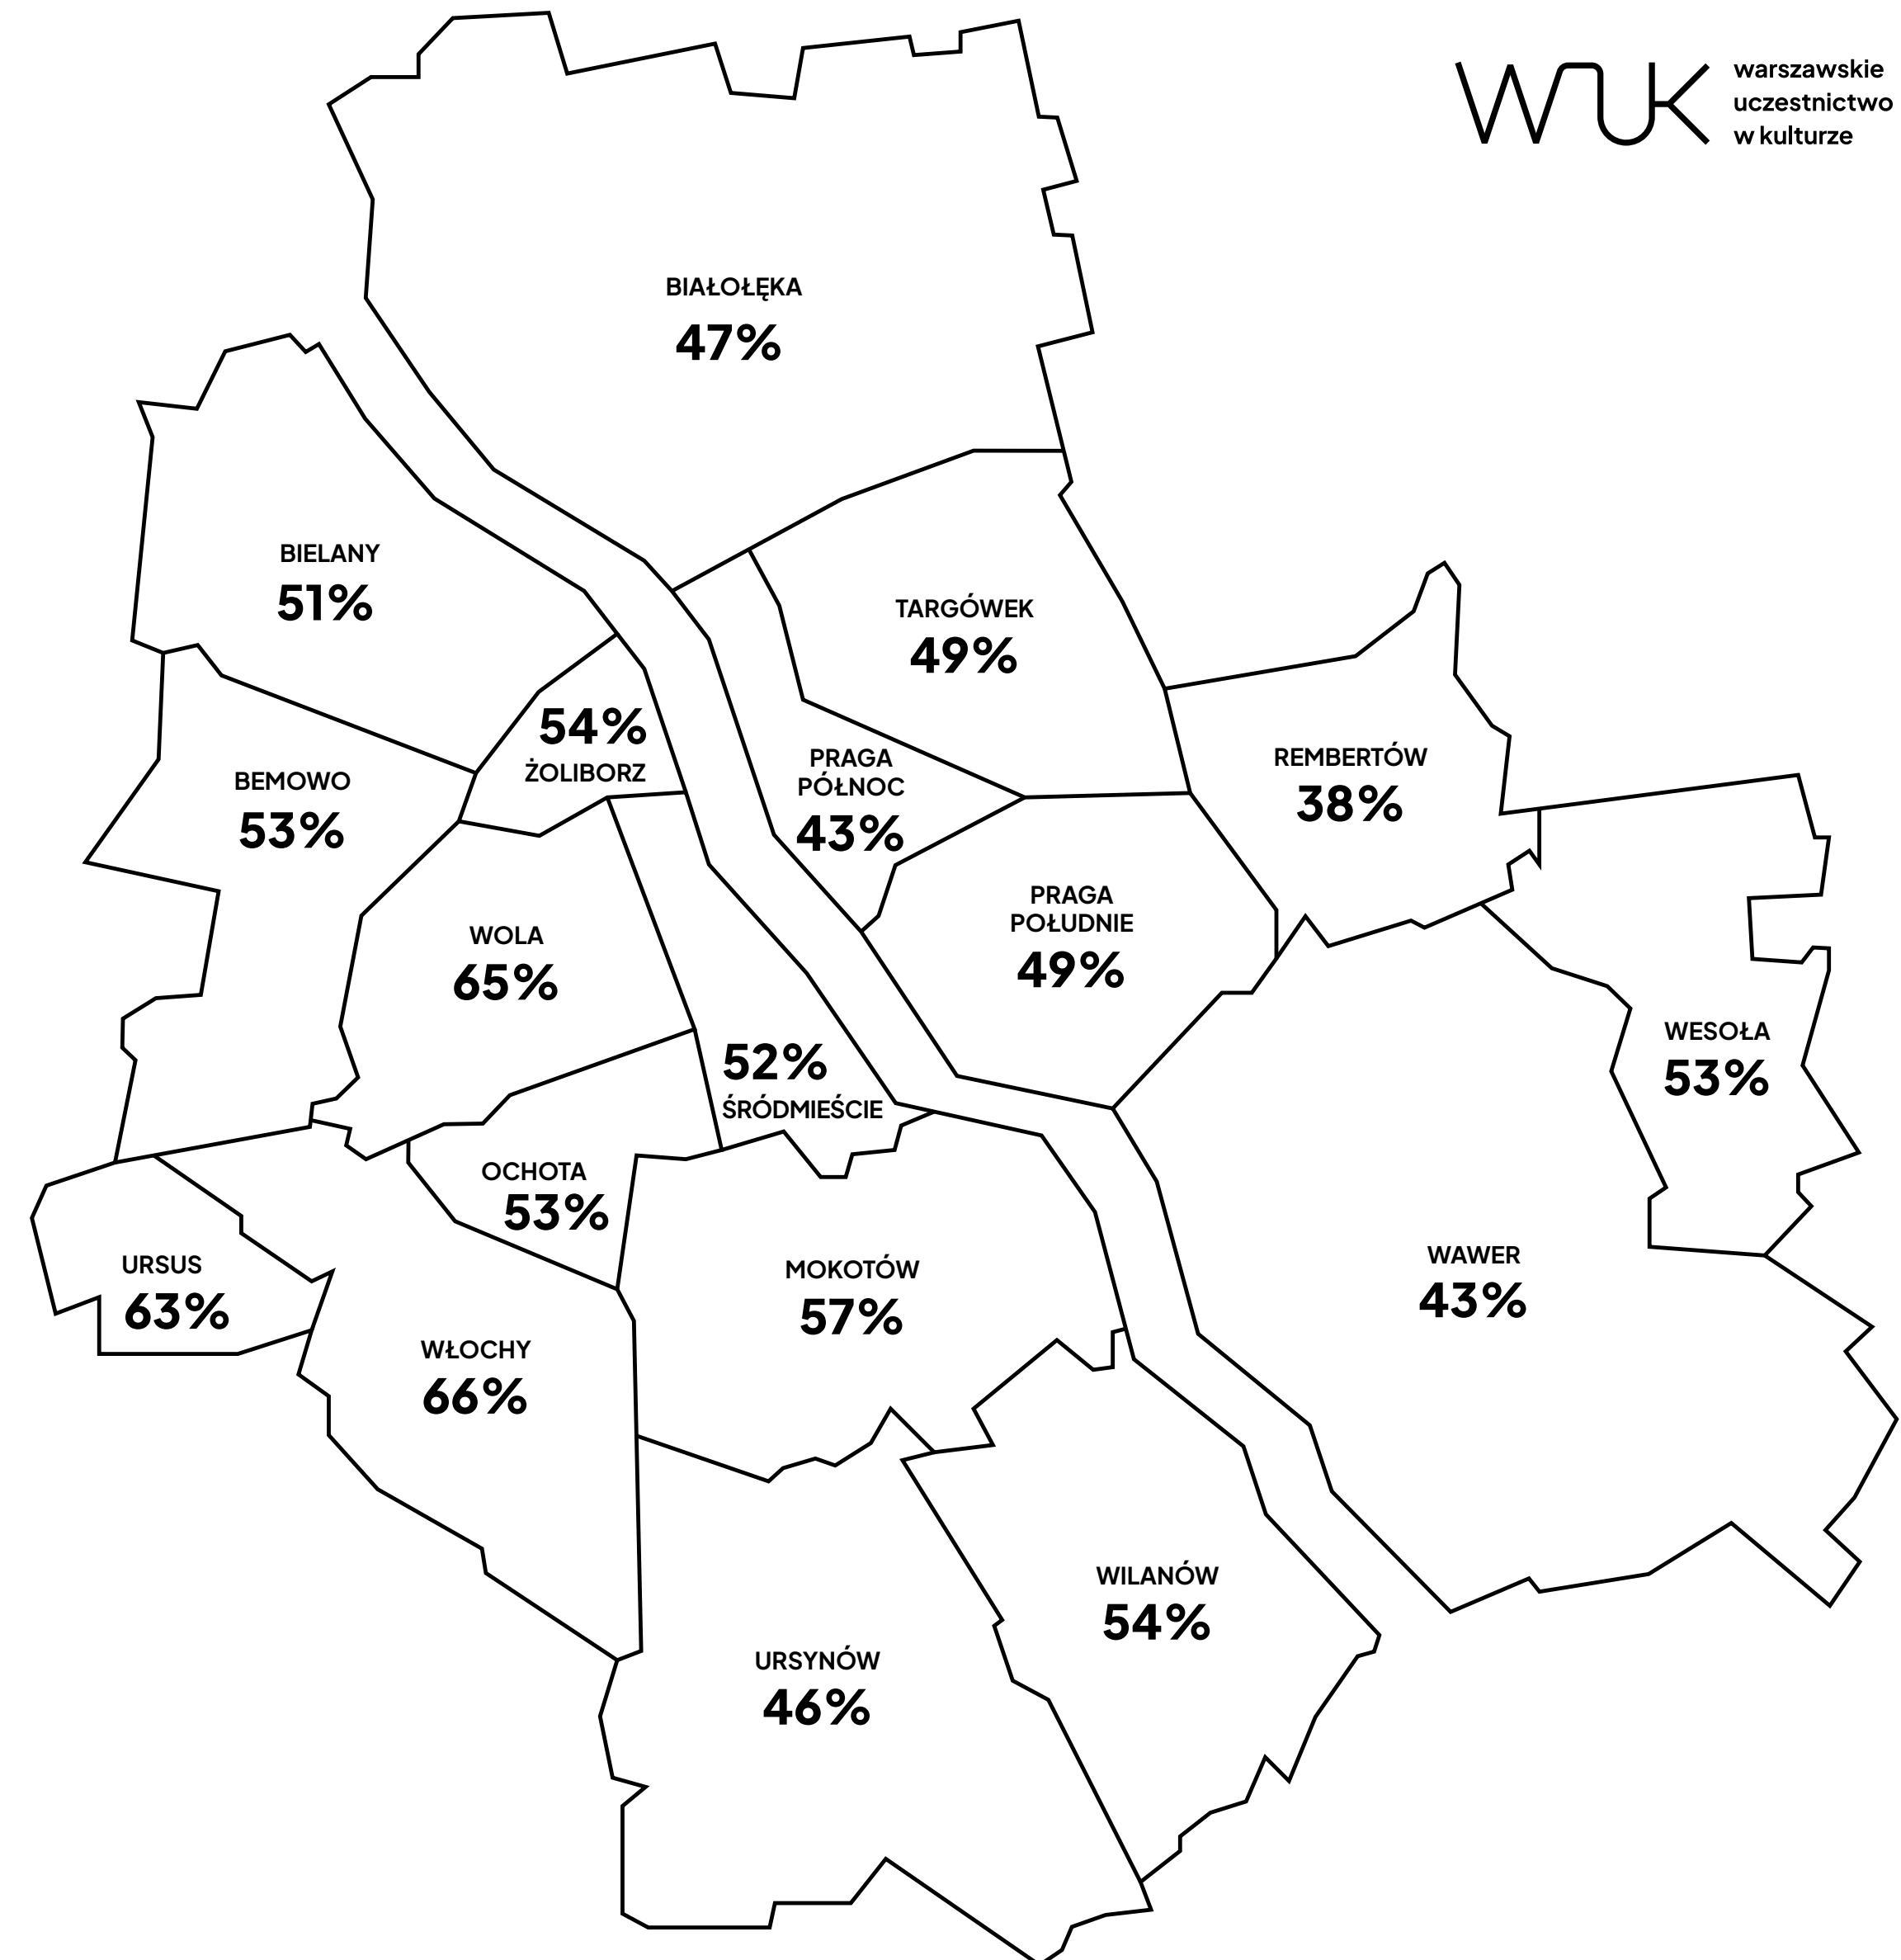 WUK
warszawskie
uczestnictwo
w kulturze
BIAŁOŁĘKA
47%
BIELANY
51%
TARGÓWEK
49%
54%
ŻOLIBORZ
PRAGA
PÓŁNOC
43%
REMBERTÓW
38%
BEMOWO
53%
PRAGA
POŁUDNIE
49%
WOLA
65%
WESOŁA
53%
52%
ŚRÓDMIEŚCIE
OCHOTA
53%
URSUS
63%
MOKOTÓW
57%
WAWER
43%
WŁOCHY
66%
WILANÓW
54%
URSYNÓW
46%